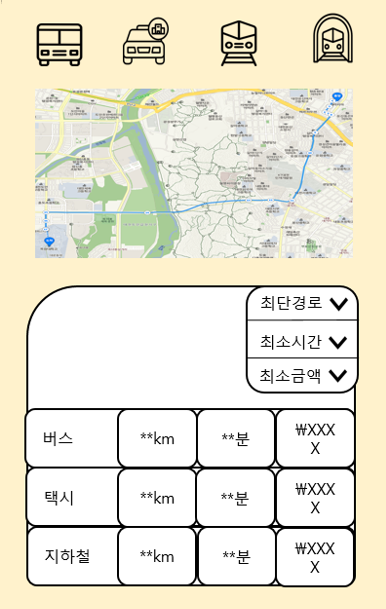 최단경로
최소시간
최소금액
버스 **km **분 ₩XXX
X
택시 **km **분 ₩XXX
X
지하철 **km **분 ₩XXX
X